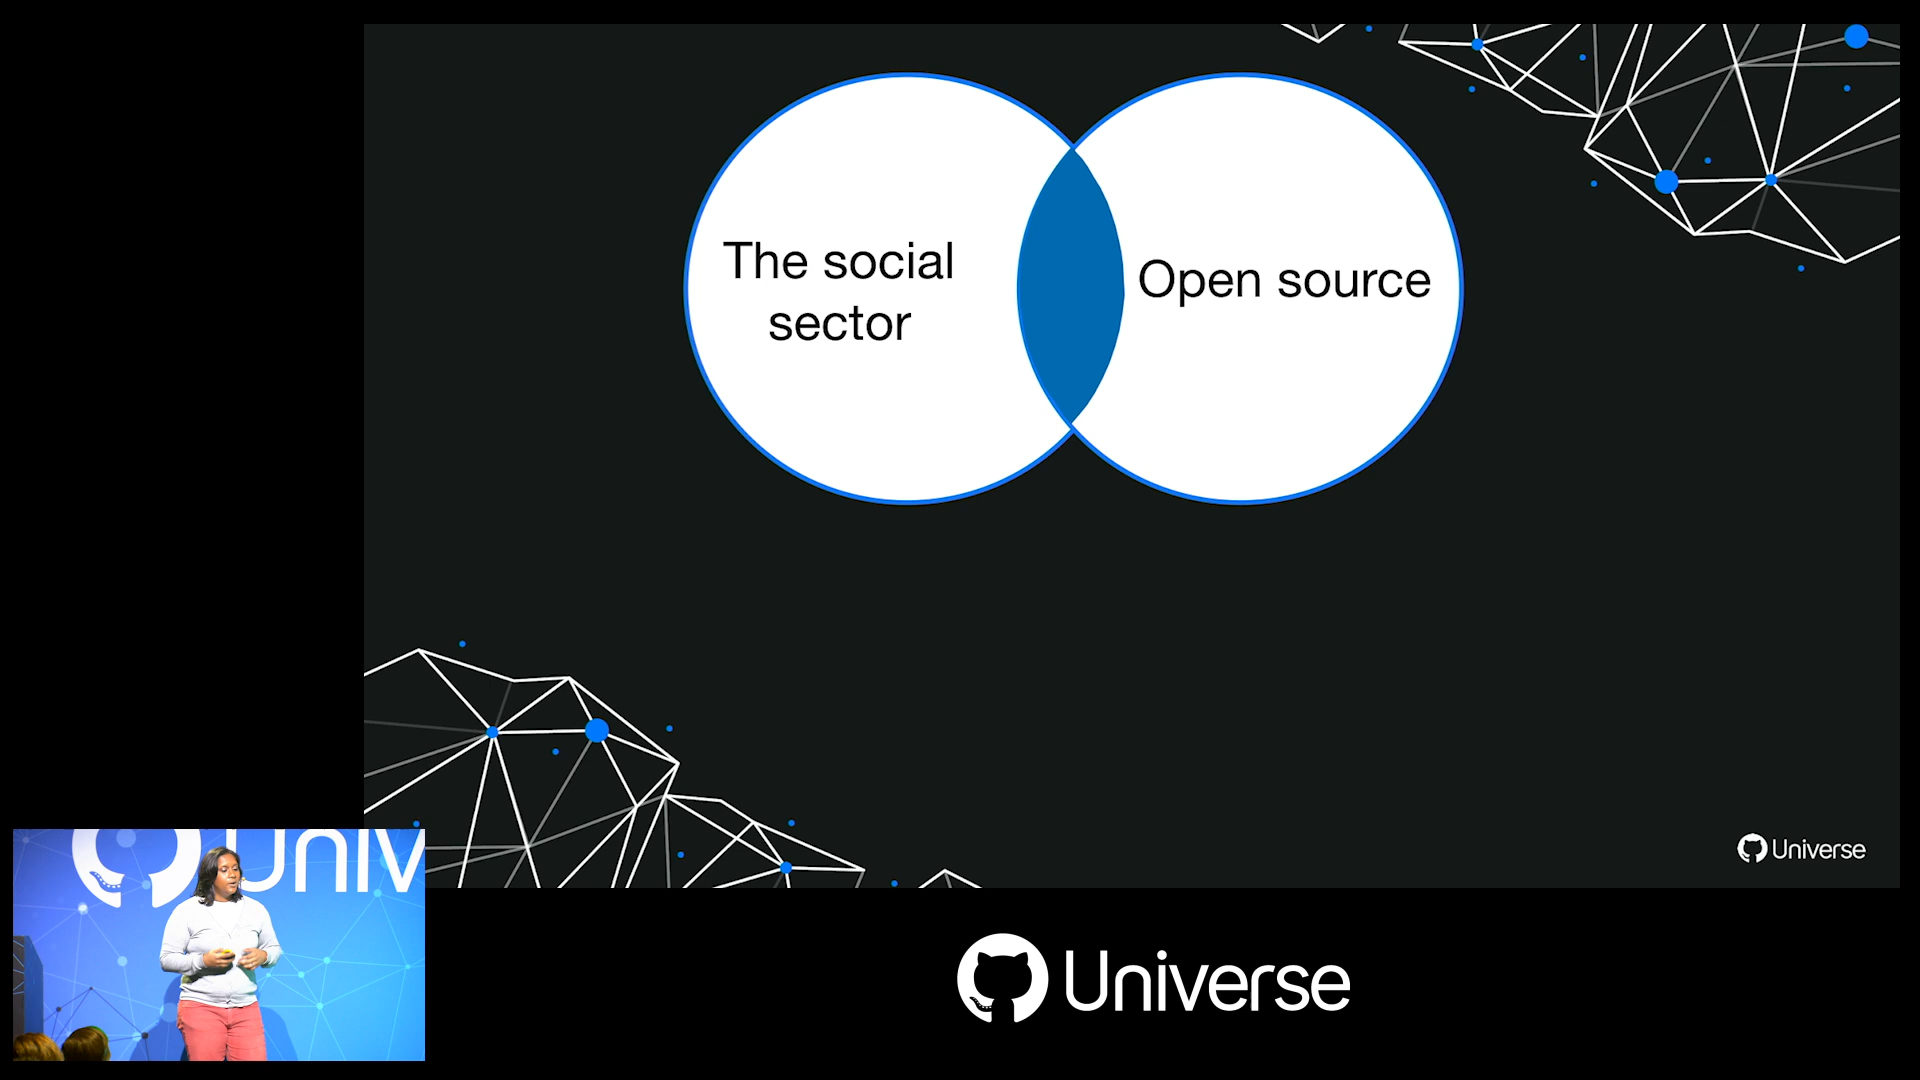 The social
sector
Open source
Universe
Univ
Universe